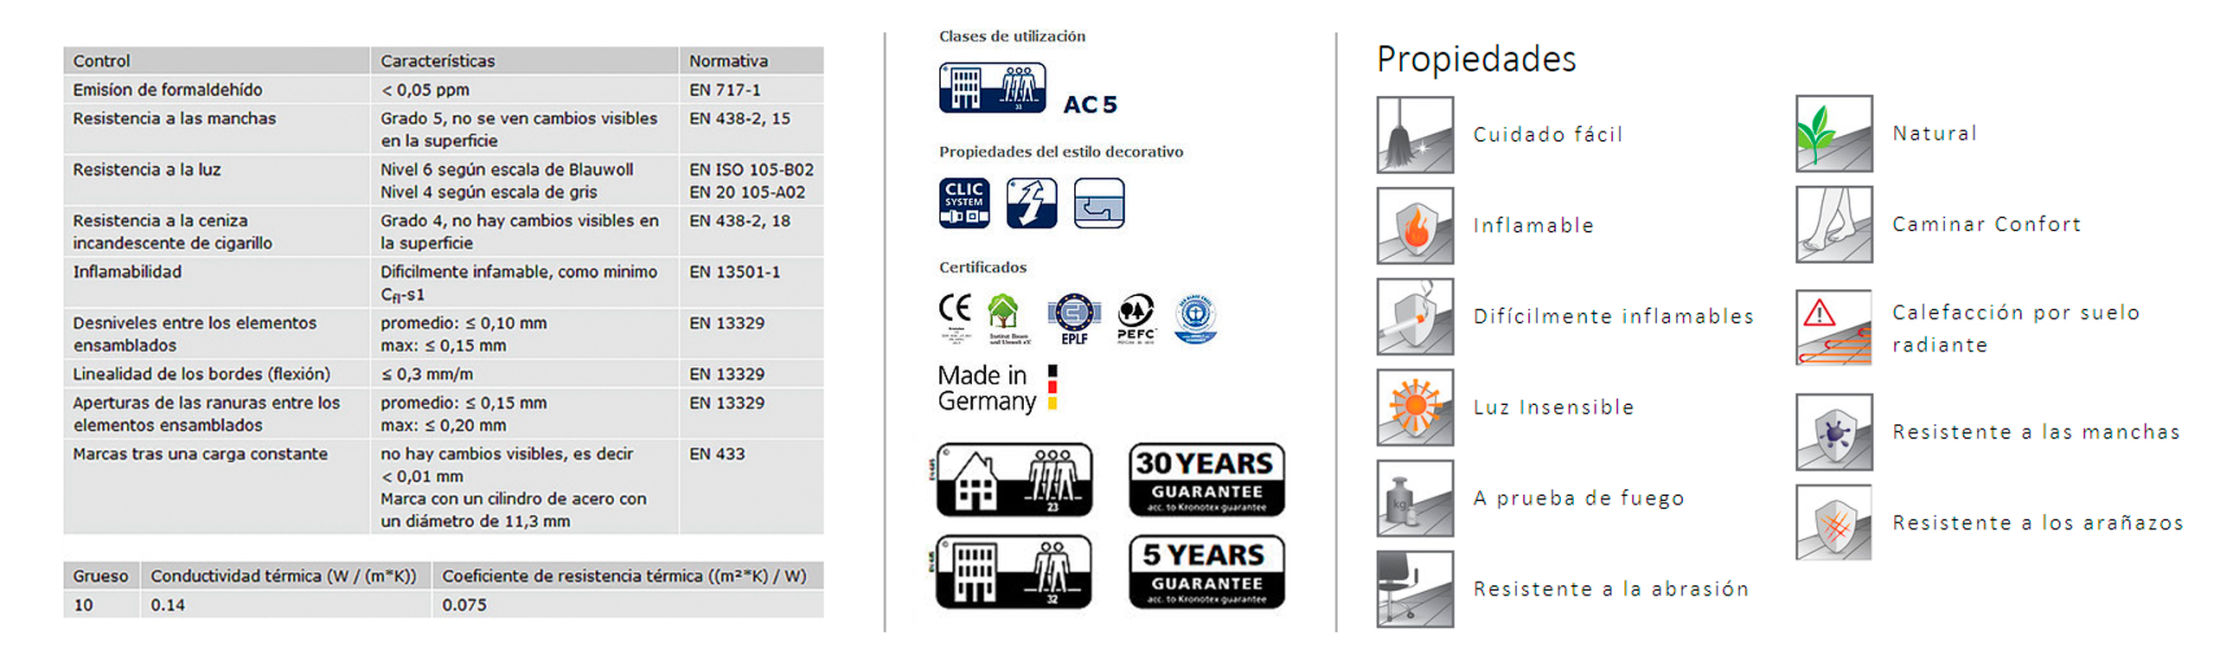 Control Características Normativa
Emisíon de formaldehído < 0,05 ppm EN 717-1
Resistencia a las manchas Grado 5, no se ven cambios visibles EN 438-2, 15
en la superficie
Resistencia a la luz Nivel 6 según escala de Blauwoll EN ISO 105-B02
Nivel 4 según escala de gris EN 20 105-A02
Resistencia a la ceniza Grado 4, no hay cambios visibles en EN 438-2, 18
incandescente de cigarillo la superficie
Inflamabilidad Dificilmente infamable, como minimo EN 13501-1
Cfl-s1
Desniveles entre los elementos promedio: ≤ 0,10 mm EN 13329
ensamblados max: ≤ 0,15 mm
Linealidad de los bordes (flexión) ≤ 0,3 mm/m EN 13329
Aperturas de las ranuras entre los promedio: ≤ 0,15 mm EN 13329
elementos ensamblados max: ≤ 0,20 mm
Marcas tras una carga constante no hay cambios visibles, es decir EN 433
< 0,01 mm
Marca con un cilindro de acero con
un diámetro de 11,3 mm
Grueso Conductividad térmica (W / (m*K)) Coeficiente de resistencia térmica ((m²*K) / W)
10 0.14 0.075
Clases de utilización
33
AC 5
Propiedades del estilo decorativo
CLIC
SYSTEM
Certificados
CE
Institut Bauen
und Umwelt e.V.
EPLF
PEFC
Made in
Germany
23
30 YEARS
GUARANTEE
acc. to Kronotex guarantee
32
5 YEARS
GUARANTEE
acc. to Kronotex guarantee
Propiedades
Cuidado fácil
Inflamable
Difícilmente inflamables
Luz Insensible
kg
A prueba de fuego
Resistente a la abrasión
Natural
Caminar Confort
Calefacción por suelo
radiante
Resistente a las manchas
Resistente a los arañazos